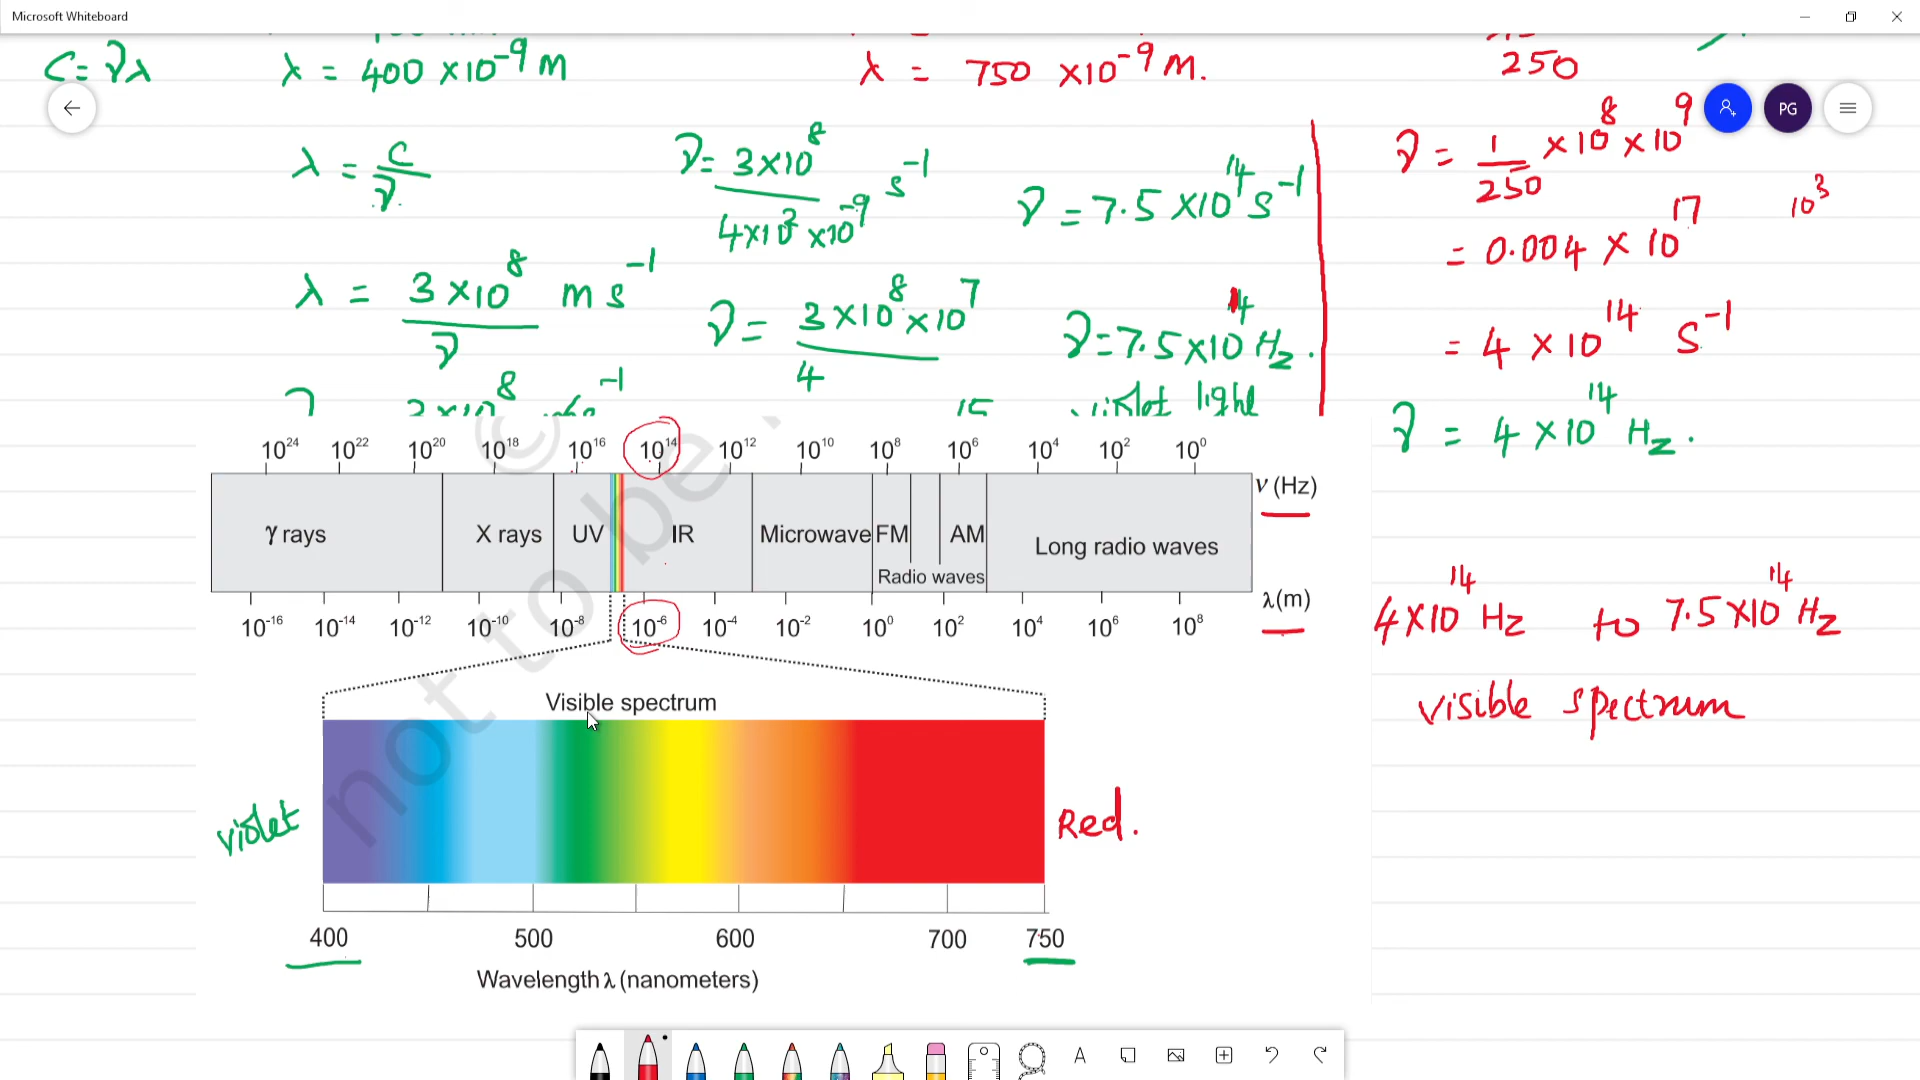 Microsoft Whiteboard
C = νλ
λ = 400 × 10⁻⁹ m
λ = 750 × 10⁻⁹ m.
250
PG
λ = c/ν
ν = 3×10⁸ / 4×10² ×10⁻⁹ s⁻¹
ν = 7.5 ×10¹⁴ s⁻¹
ν = 1/250 ×10⁸ ×10⁹
= 0.004 × 10¹⁷
10³
λ = 3×10⁸ / ν m s⁻¹
ν = 3×10⁸ ×10⁷ / 4
ν = 7.5×10¹⁴ Hz.
violet light
= 4 ×10¹⁴ S⁻¹
ν = 4 ×10¹⁴ Hz.
10²⁴ 10²² 10²⁰ 10¹⁸ 10¹⁶ 10¹⁴ 10¹² 10¹⁰ 10⁸ 10⁶ 10⁴ 10² 10⁰
ν (Hz)
γ rays X rays UV IR Microwave FM AM Long radio waves
Radio waves
λ(m)
10⁻¹⁶ 10⁻¹⁴ 10⁻¹² 10⁻¹⁰ 10⁻⁸ 10⁻⁶ 10⁻⁴ 10⁻² 10⁰ 10² 10⁴ 10⁶ 10⁸
4×10¹⁴ Hz to 7.5×10¹⁴ Hz
visible spectrum
Visible spectrum
violet
Red.
400 500 600 700 750
Wavelength λ (nanometers)
© not to be
A